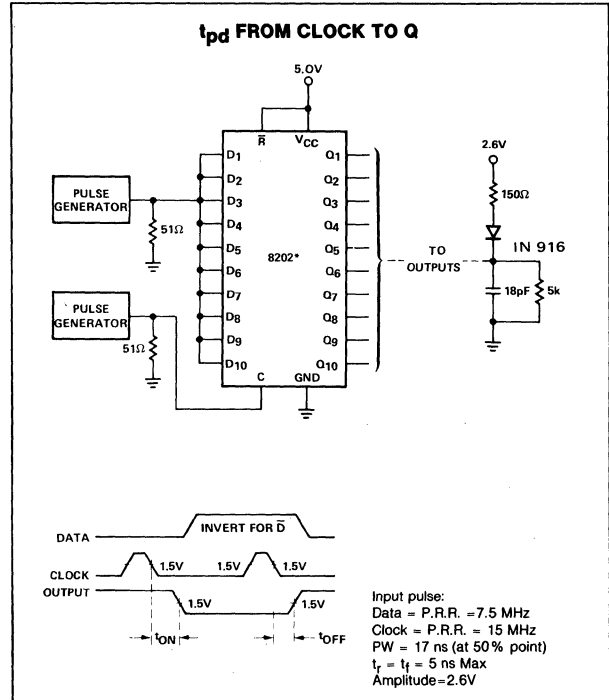 tpd FROM CLOCK TO Q
5.0V
R̅ VCC
D1
D2
D3
D4
D5
D6
D7
D8
D9
D10
8202*
Q1
Q2
Q3
Q4
Q5
Q6
Q7
Q8
Q9
Q10
C GND
PULSE
GENERATOR
51Ω
PULSE
GENERATOR
51Ω
TO
OUTPUTS
2.6V
150Ω
IN 916
18pF 5k
DATA INVERT FOR D̅
CLOCK 1.5V 1.5V 1.5V
OUTPUT 1.5V 1.5V
tON tOFF
Input pulse:
Data = P.R.R. = 7.5 MHz
Clock = P.R.R. = 15 MHz
PW = 17 ns (at 50% point)
tr = tf = 5 ns Max
Amplitude=2.6V